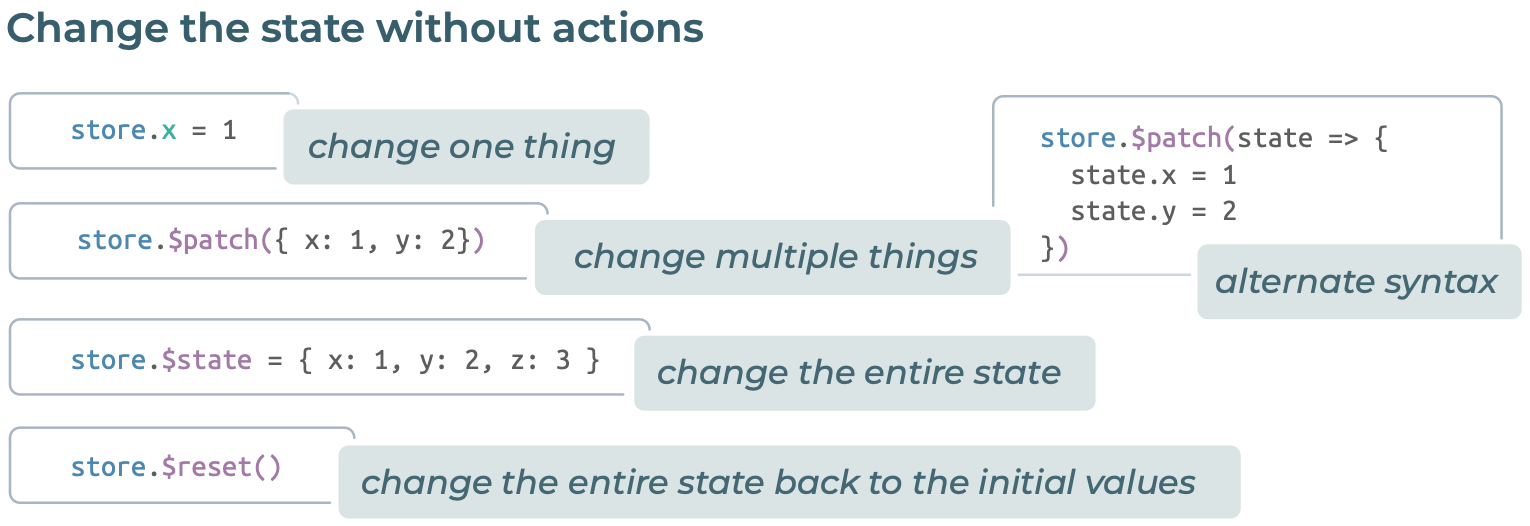 Change the state without actions
store.x = 1
change one thing
store.$patch({ x: 1, y: 2})
change multiple things
store.$patch(state => {
  state.x = 1
  state.y = 2
})
alternate syntax
store.$state = { x: 1, y: 2, z: 3 }
change the entire state
store.$reset()
change the entire state back to the initial values